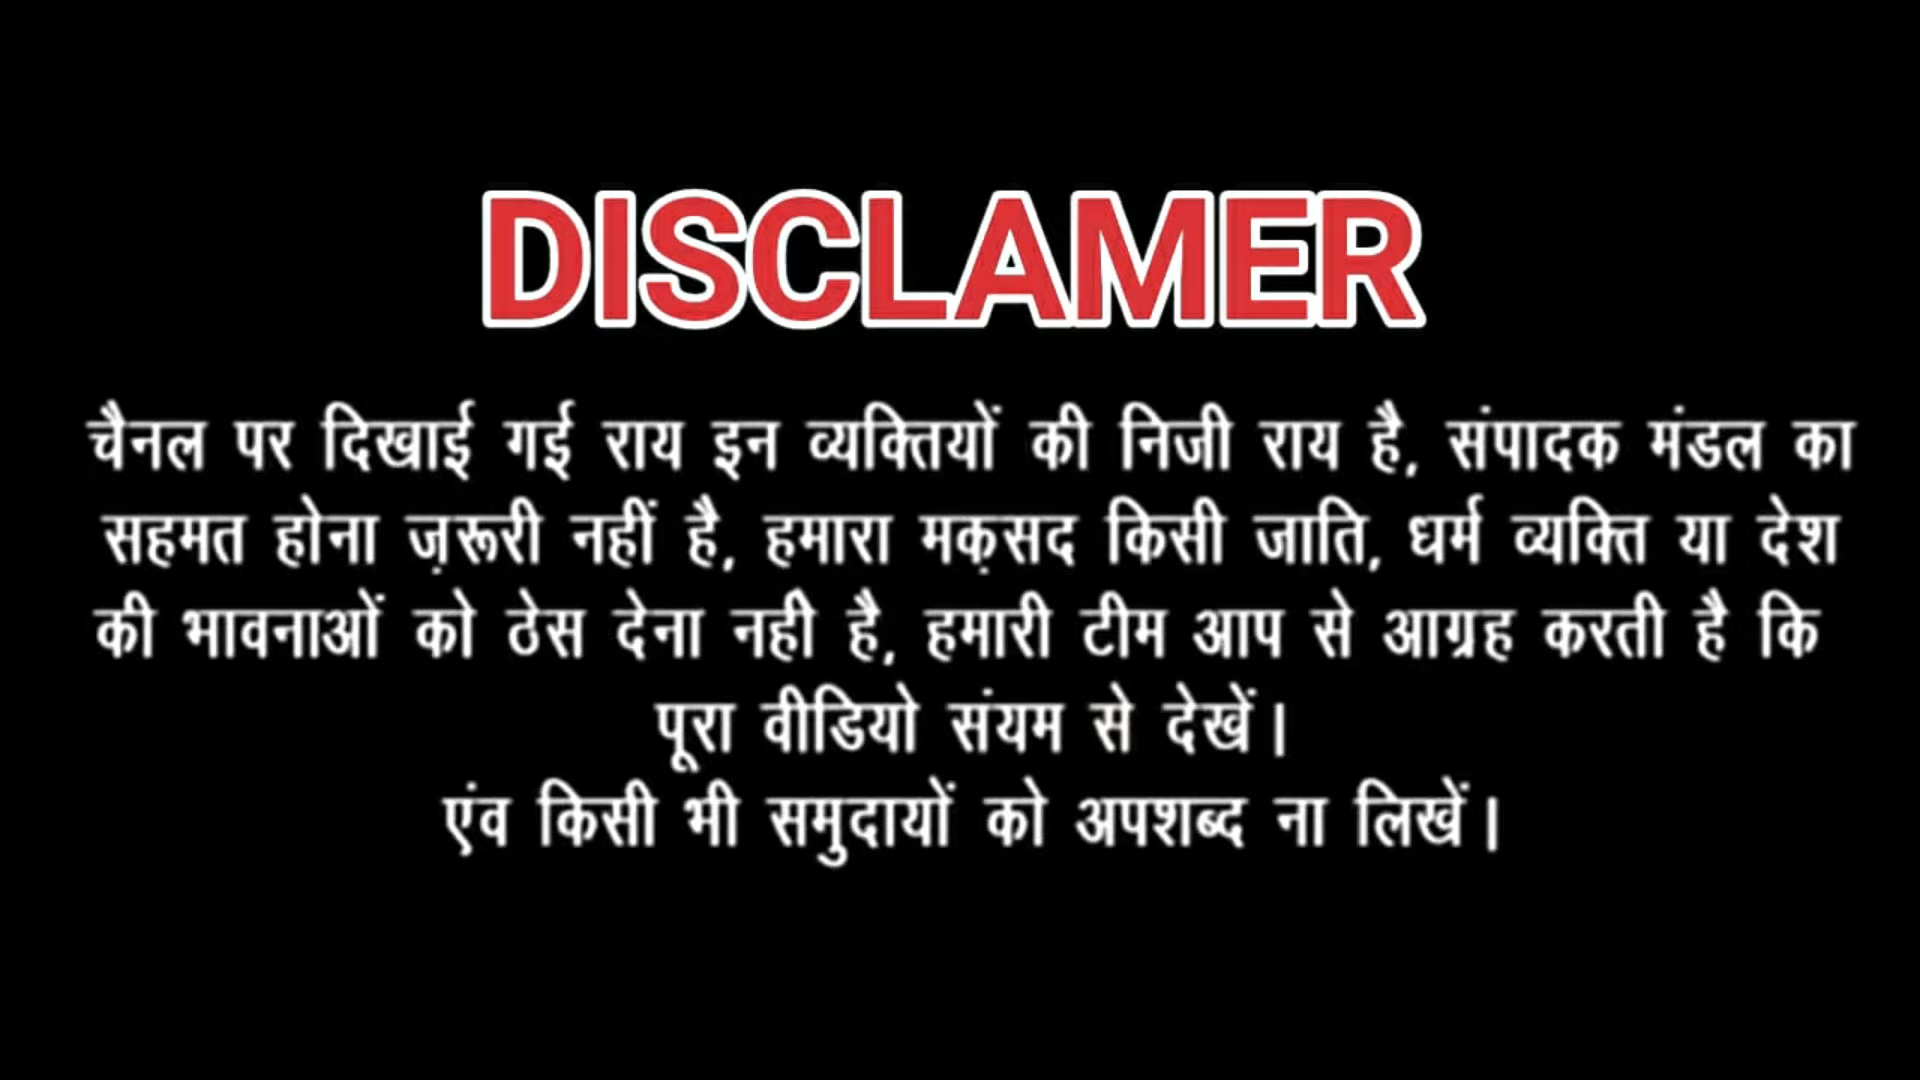 DISCLAMER
चैनल पर दिखाई गई राय इन व्यक्तियों की निजी राय है, संपादक मंडल का
सहमत होना ज़रूरी नहीं है, हमारा मक़सद किसी जाति, धर्म व्यक्ति या देश
की भावनाओं को ठेस देना नही है, हमारी टीम आप से आग्रह करती है कि
पूरा वीडियो संयम से देखें।
एंव किसी भी समुदायों को अपशब्द ना लिखें।